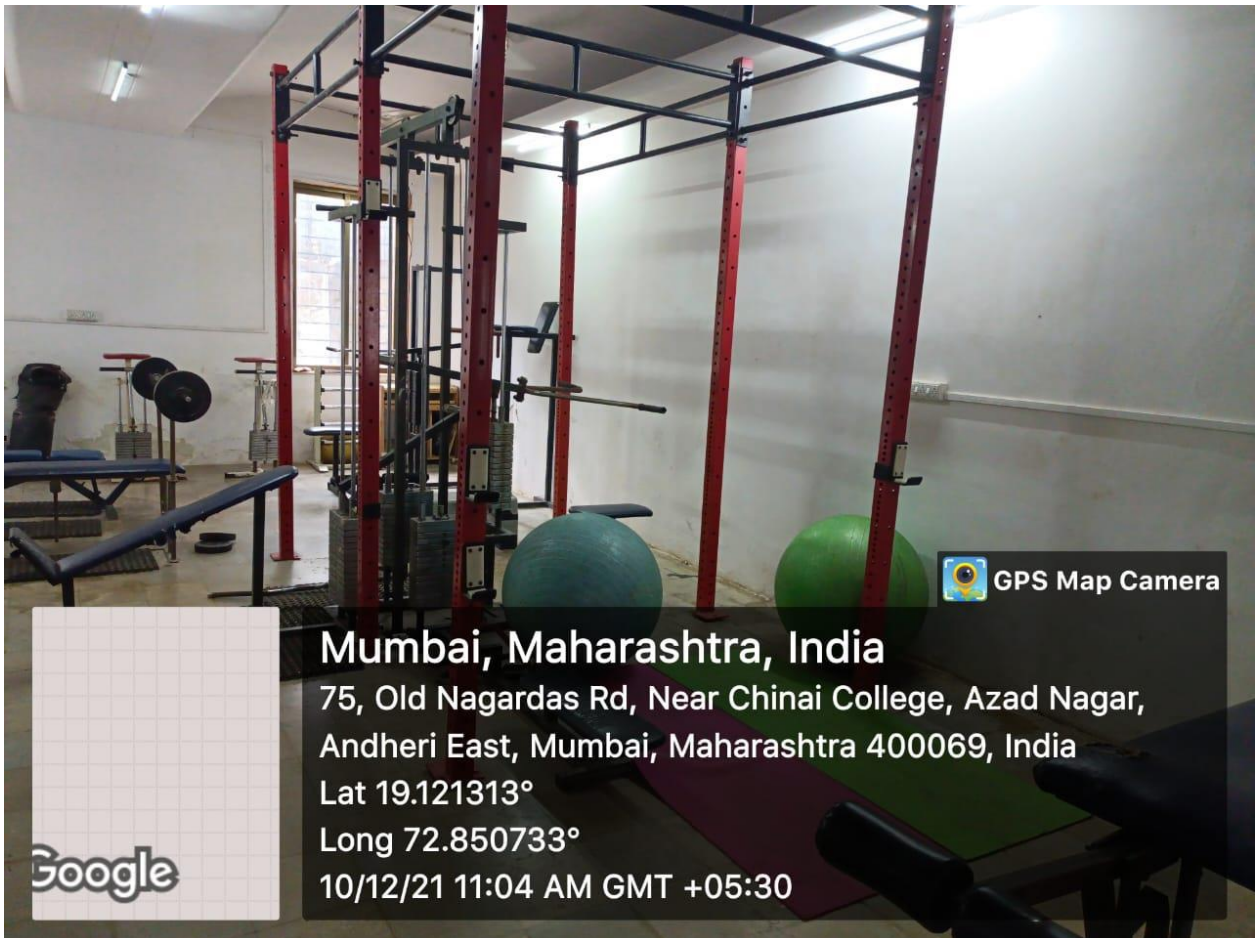 GPS Map Camera
Mumbai, Maharashtra, India
75, Old Nagardas Rd, Near Chinai College, Azad Nagar,
Andheri East, Mumbai, Maharashtra 400069, India
Lat 19.121313°
Long 72.850733°
10/12/21 11:04 AM GMT +05:30
Google